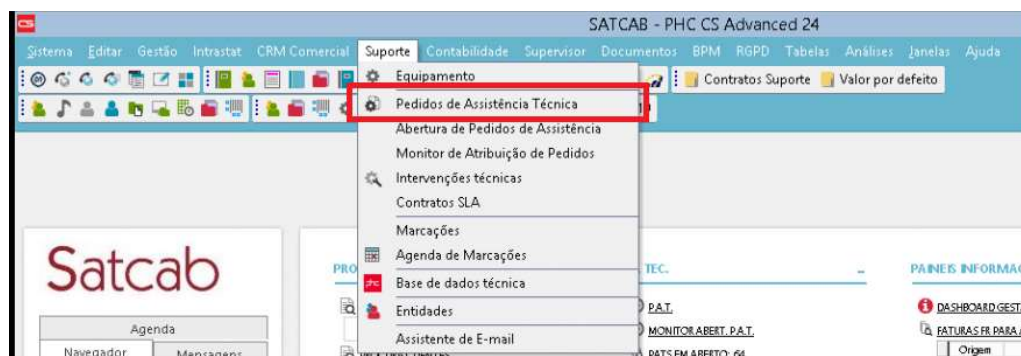 CS
SATCAB - PHC CS Advanced 24
Sistema Editar Gestão Intrastat CRM Comercial Suporte Contabilidade Supervisor Documentos BPM RGPD Tabelas Análises Janelas Ajuda
Equipamento
Contratos Suporte Valor por defeito
Pedidos de Assistência Técnica
Abertura de Pedidos de Assistência
Monitor de Atribuição de Pedidos
Intervenções técnicas
Contratos SLA
Marcações
Agenda de Marcações
Base de dados técnica
Entidades
Assistente de E-mail
Satcab
Agenda
Navegador Mensagens
PRO
TEC.
P.A.T.
MONITOR ABERT. P.A.T.
PATS EM ABERTO: 64
PAINEIS INFORMA
DASHBOARD GEST.
FATURAS FR PARA
Origem